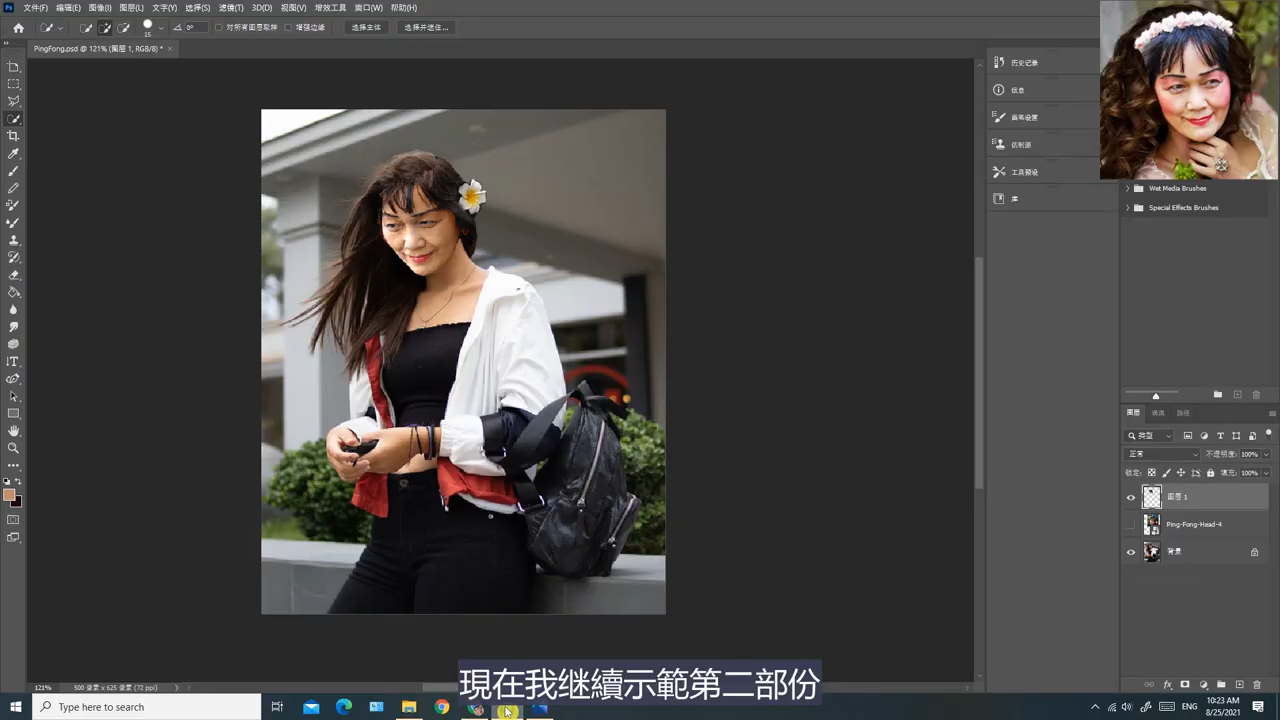 文件(F) 编辑(E) 图像(I) 图层(L) 文字(Y) 选择(S) 滤镜(T) 3D(D) 视图(V) 增效工具 窗口(W) 帮助(H)
15 0° 对所有图层取样 增强边缘 选择主体 选择并遮住...
PingFong.psd @ 121% (图层 1, RGB/8) * ×
历史记录
信息
画笔设置
仿制源
工具预设
库
Wet Media Brushes
Special Effects Brushes
图层 通道 路径
类型
正常 不透明度: 100%
锁定: 填充: 100%
图层 1
Ping-Fong-Head-4
背景
121% 500 像素 x 625 像素 (72 ppi)
現在我继續示範第二部份
Type here to search
ENG
10:23 AM
8/25/2021